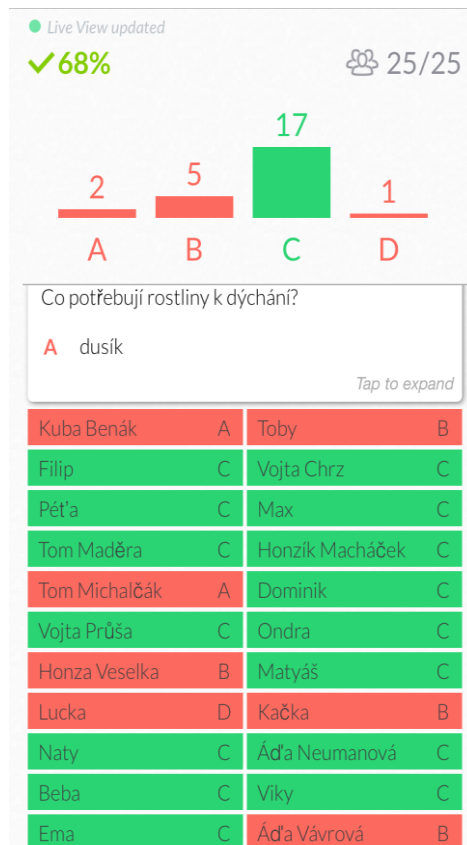 Live View updated
68%
25/25
2
5
17
1
A
B
C
D
Co potřebují rostliny k dýchání?
A dusík
Tap to expand
Kuba Benák A Toby B
Filip C Vojta Chrz C
Péťa C Max C
Tom Maděra C Honzík Macháček C
Tom Michalčák A Dominik C
Vojta Průša C Ondra C
Honza Veselka B Matyáš C
Lucka D Kačka B
Naty C Áďa Neumanová C
Beba C Viky C
Ema C Áďa Vávrová B